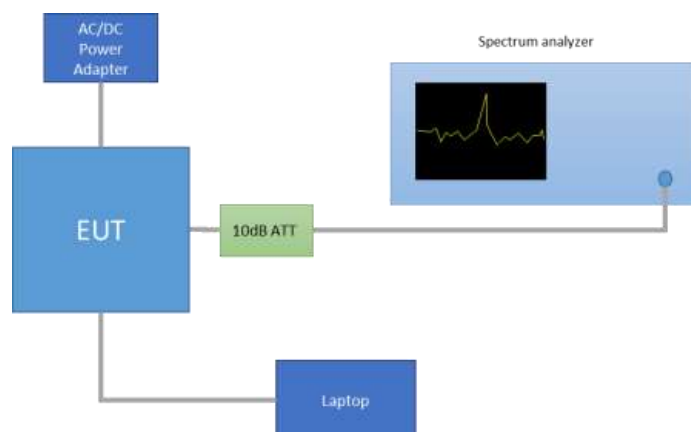 AC/DC
Power
Adapter
Spectrum analyzer
EUT
10dB ATT
Laptop